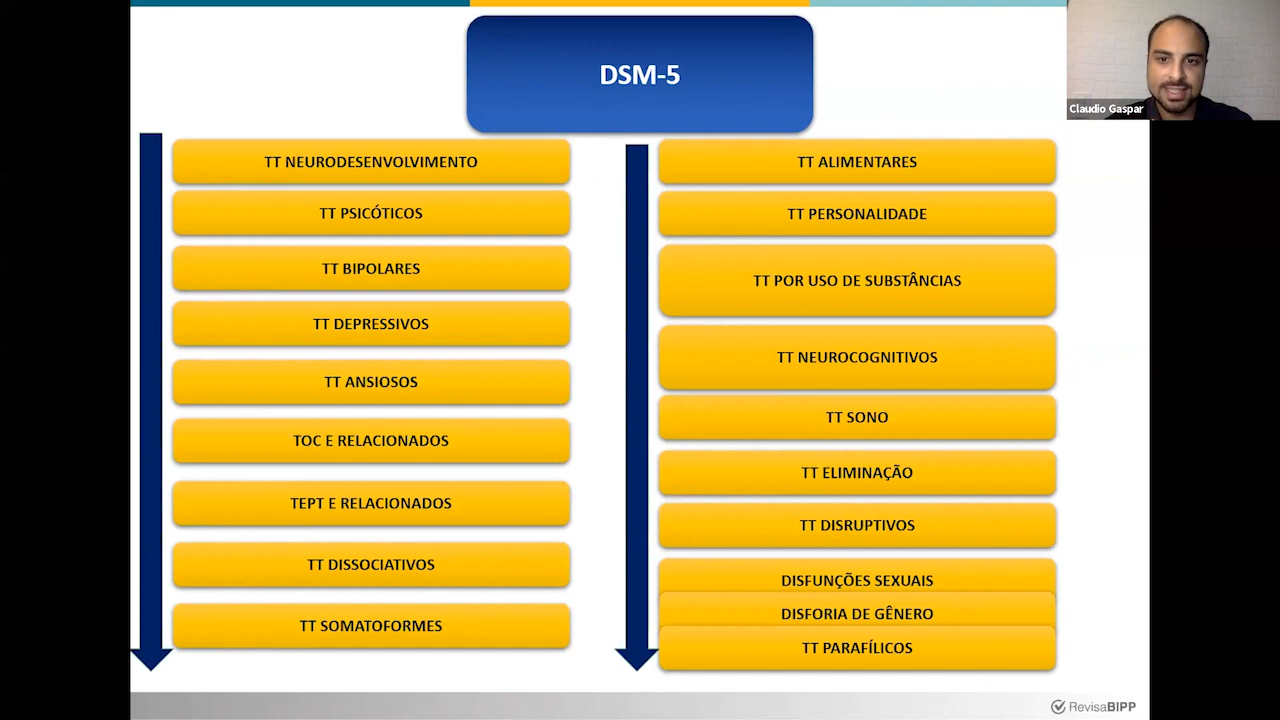 DSM-5
Claudio Gaspar
TT NEURODESENVOLVIMENTO
TT PSICÓTICOS
TT BIPOLARES
TT DEPRESSIVOS
TT ANSIOSOS
TOC E RELACIONADOS
TEPT E RELACIONADOS
TT DISSOCIATIVOS
TT SOMATOFORMES
TT ALIMENTARES
TT PERSONALIDADE
TT POR USO DE SUBSTÂNCIAS
TT NEUROCOGNITIVOS
TT SONO
TT ELIMINAÇÃO
TT DISRUPTIVOS
DISFUNÇÕES SEXUAIS
DISFORIA DE GÊNERO
TT PARAFÍLICOS
RevisaBIPP